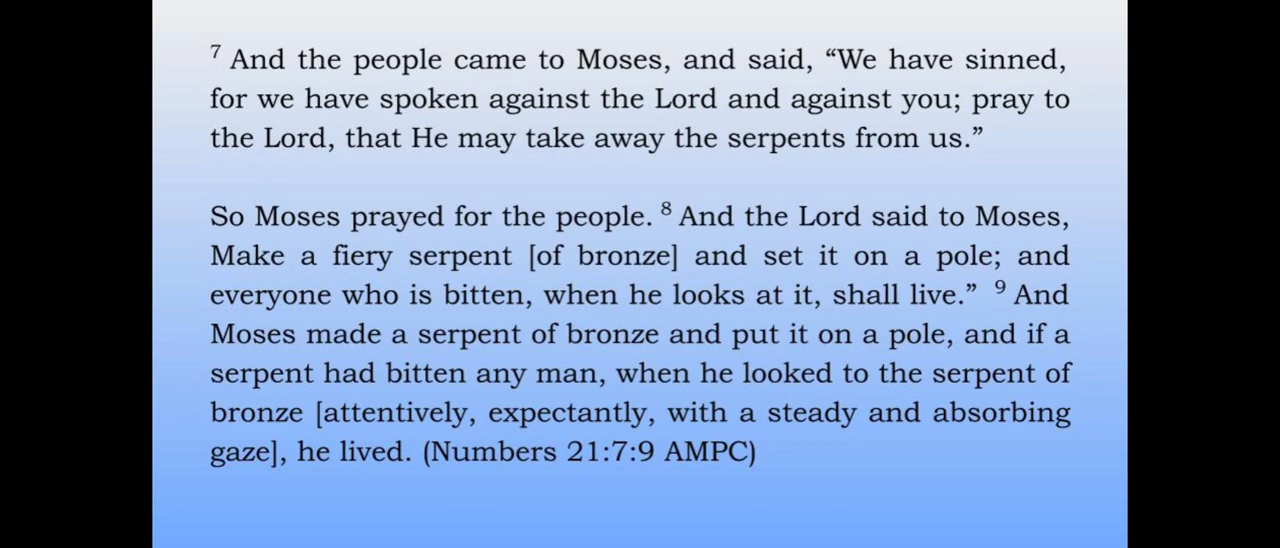 7 And the people came to Moses, and said, “We have sinned,
for we have spoken against the Lord and against you; pray to
the Lord, that He may take away the serpents from us.”
So Moses prayed for the people. 8 And the Lord said to Moses,
Make a fiery serpent [of bronze] and set it on a pole; and
everyone who is bitten, when he looks at it, shall live.” 9 And
Moses made a serpent of bronze and put it on a pole, and if a
serpent had bitten any man, when he looked to the serpent of
bronze [attentively, expectantly, with a steady and absorbing
gaze], he lived. (Numbers 21:7:9 AMPC)